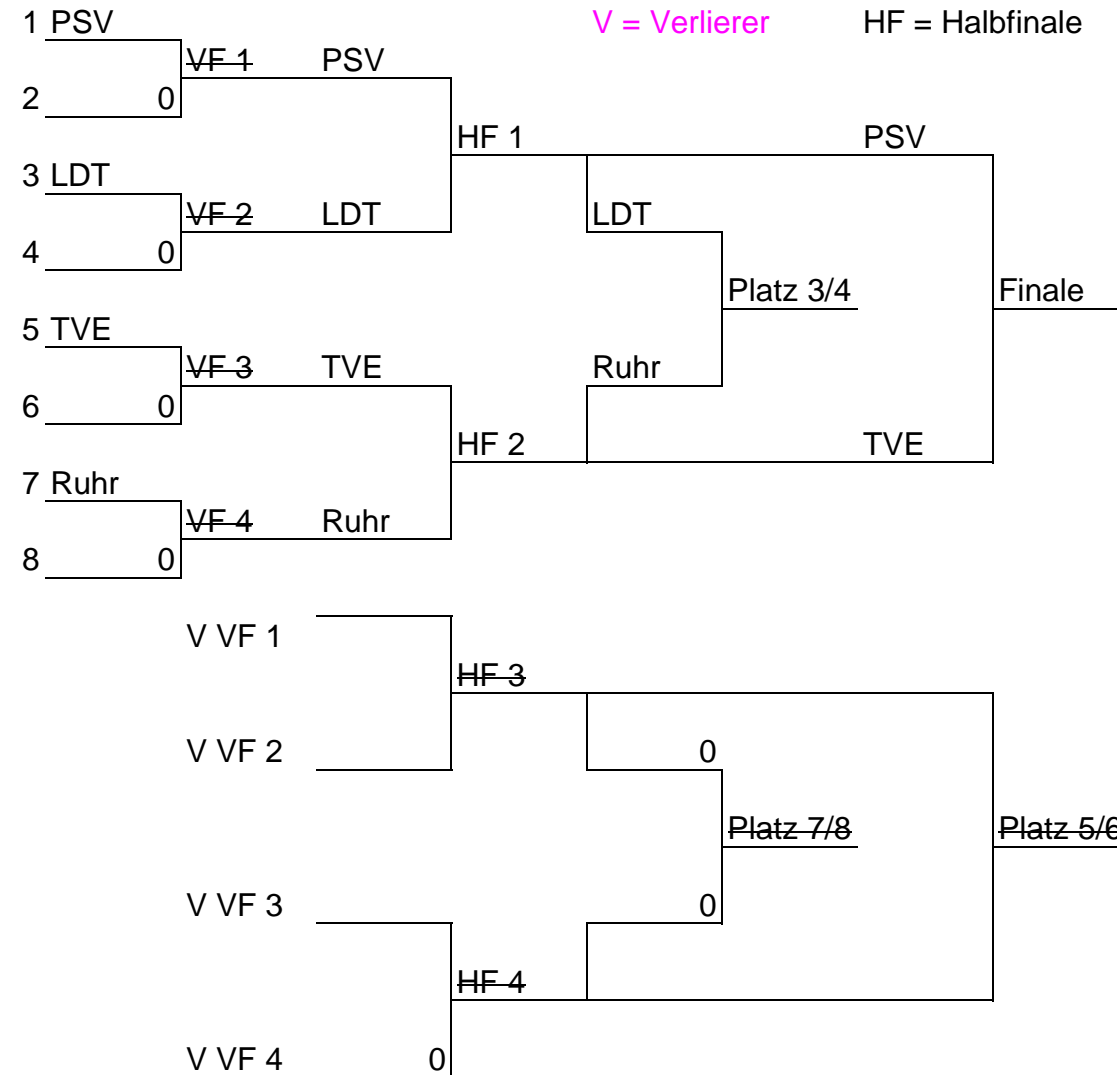 1 PSV V = Verlierer HF = Halbfinale
VF 1 PSV
2 0
HF 1 PSV
3 LDT
VF 2 LDT LDT
4 0
Platz 3/4 Finale
5 TVE
VF 3 TVE Ruhr
6 0
HF 2 TVE
7 Ruhr
VF 4 Ruhr
8 0
V VF 1
HF 3
V VF 2 0
Platz 7/8 Platz 5/6
V VF 3 0
HF 4
V VF 4 0